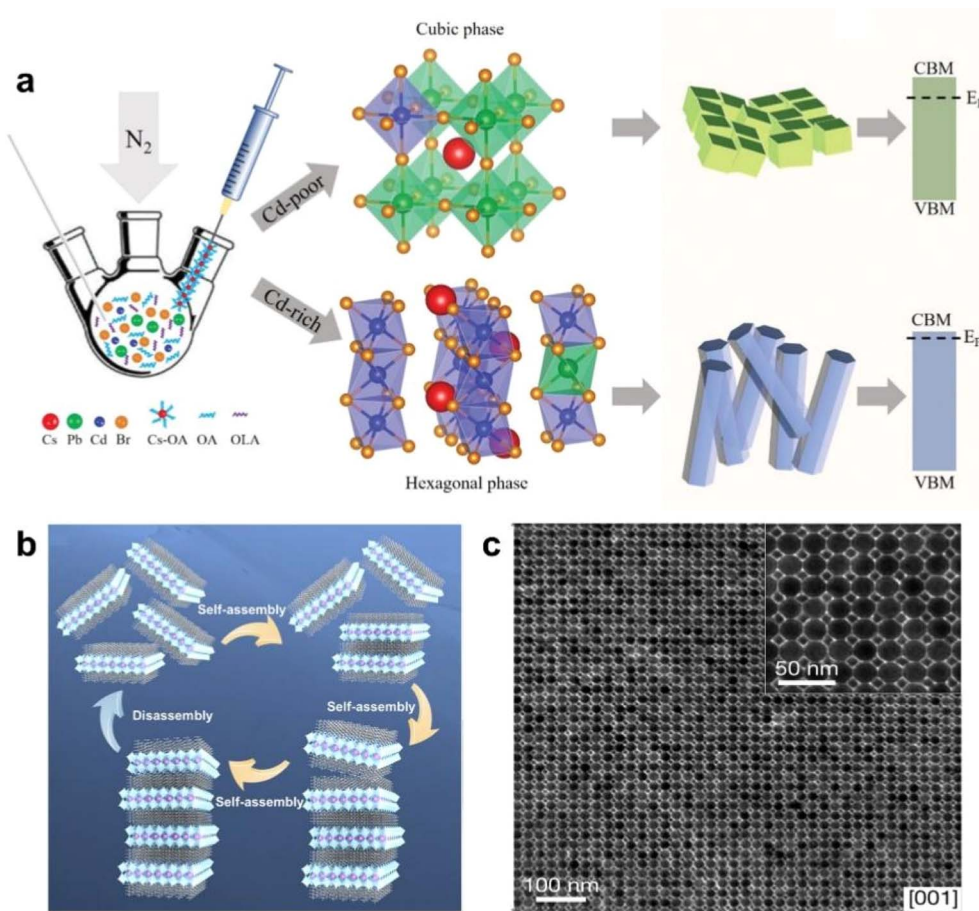 a
N2
Cd-poor
Cd-rich
Cs Pb Cd Br Cs-OA OA OLA
Cubic phase
Hexagonal phase
CBM
VBM
CBM
EF
VBM
b
Self-assembly
Self-assembly
Self-assembly
Disassembly
c
50 nm
100 nm
[001]